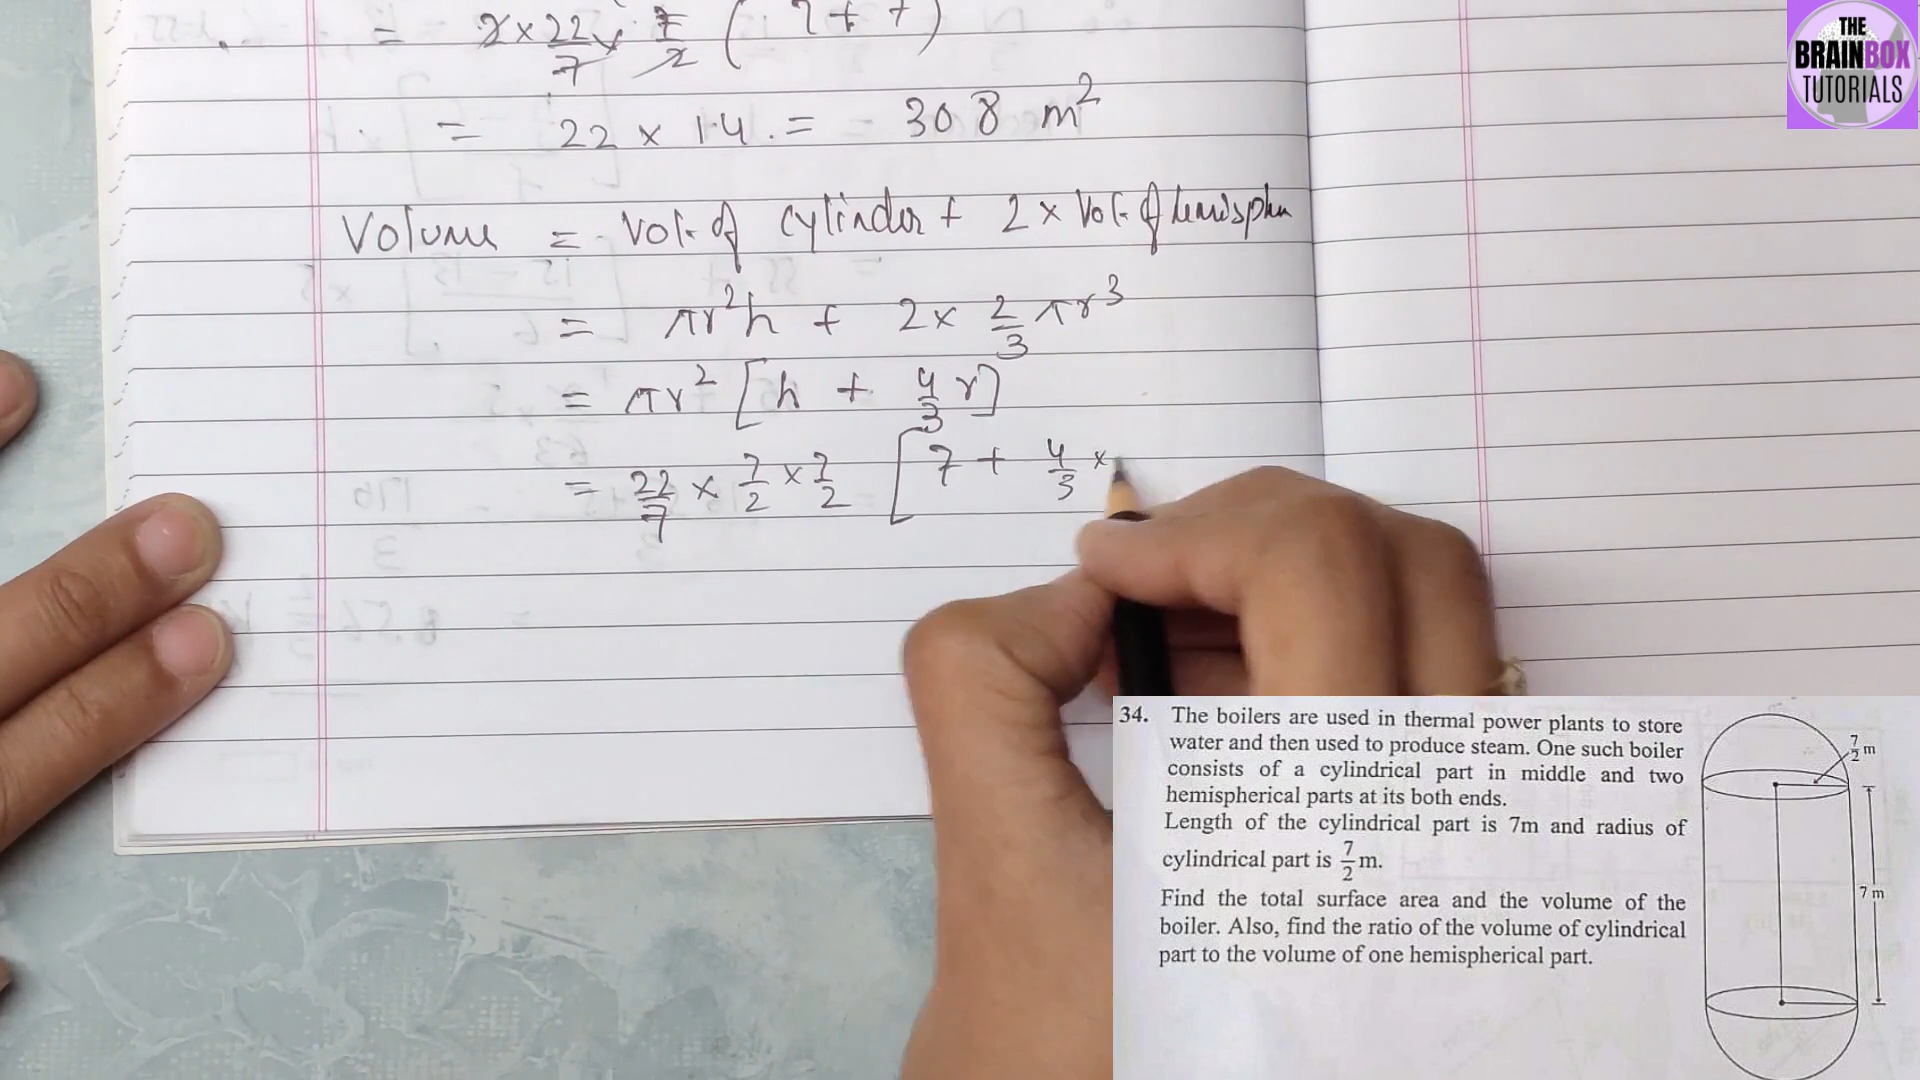 = 2 × 22/7 × 7/2 ( 7 + 7 )
= 22 × 14 . = 308 m²
Volume = Vol. of cylinder + 2 × Vol. of hemisphe
= πr²h + 2 × 2/3 πr³
= πr² [ h + 4/3 r ]
= 22/7 × 7/2 × 7/2 [ 7 + 4/3 ×
THE
BRAINBOX
TUTORIALS
34. The boilers are used in thermal power plants to store
water and then used to produce steam. One such boiler
consists of a cylindrical part in middle and two
hemispherical parts at its both ends.
Length of the cylindrical part is 7m and radius of
cylindrical part is 7/2 m.
Find the total surface area and the volume of the
boiler. Also, find the ratio of the volume of cylindrical
part to the volume of one hemispherical part.
7/2 m
7 m